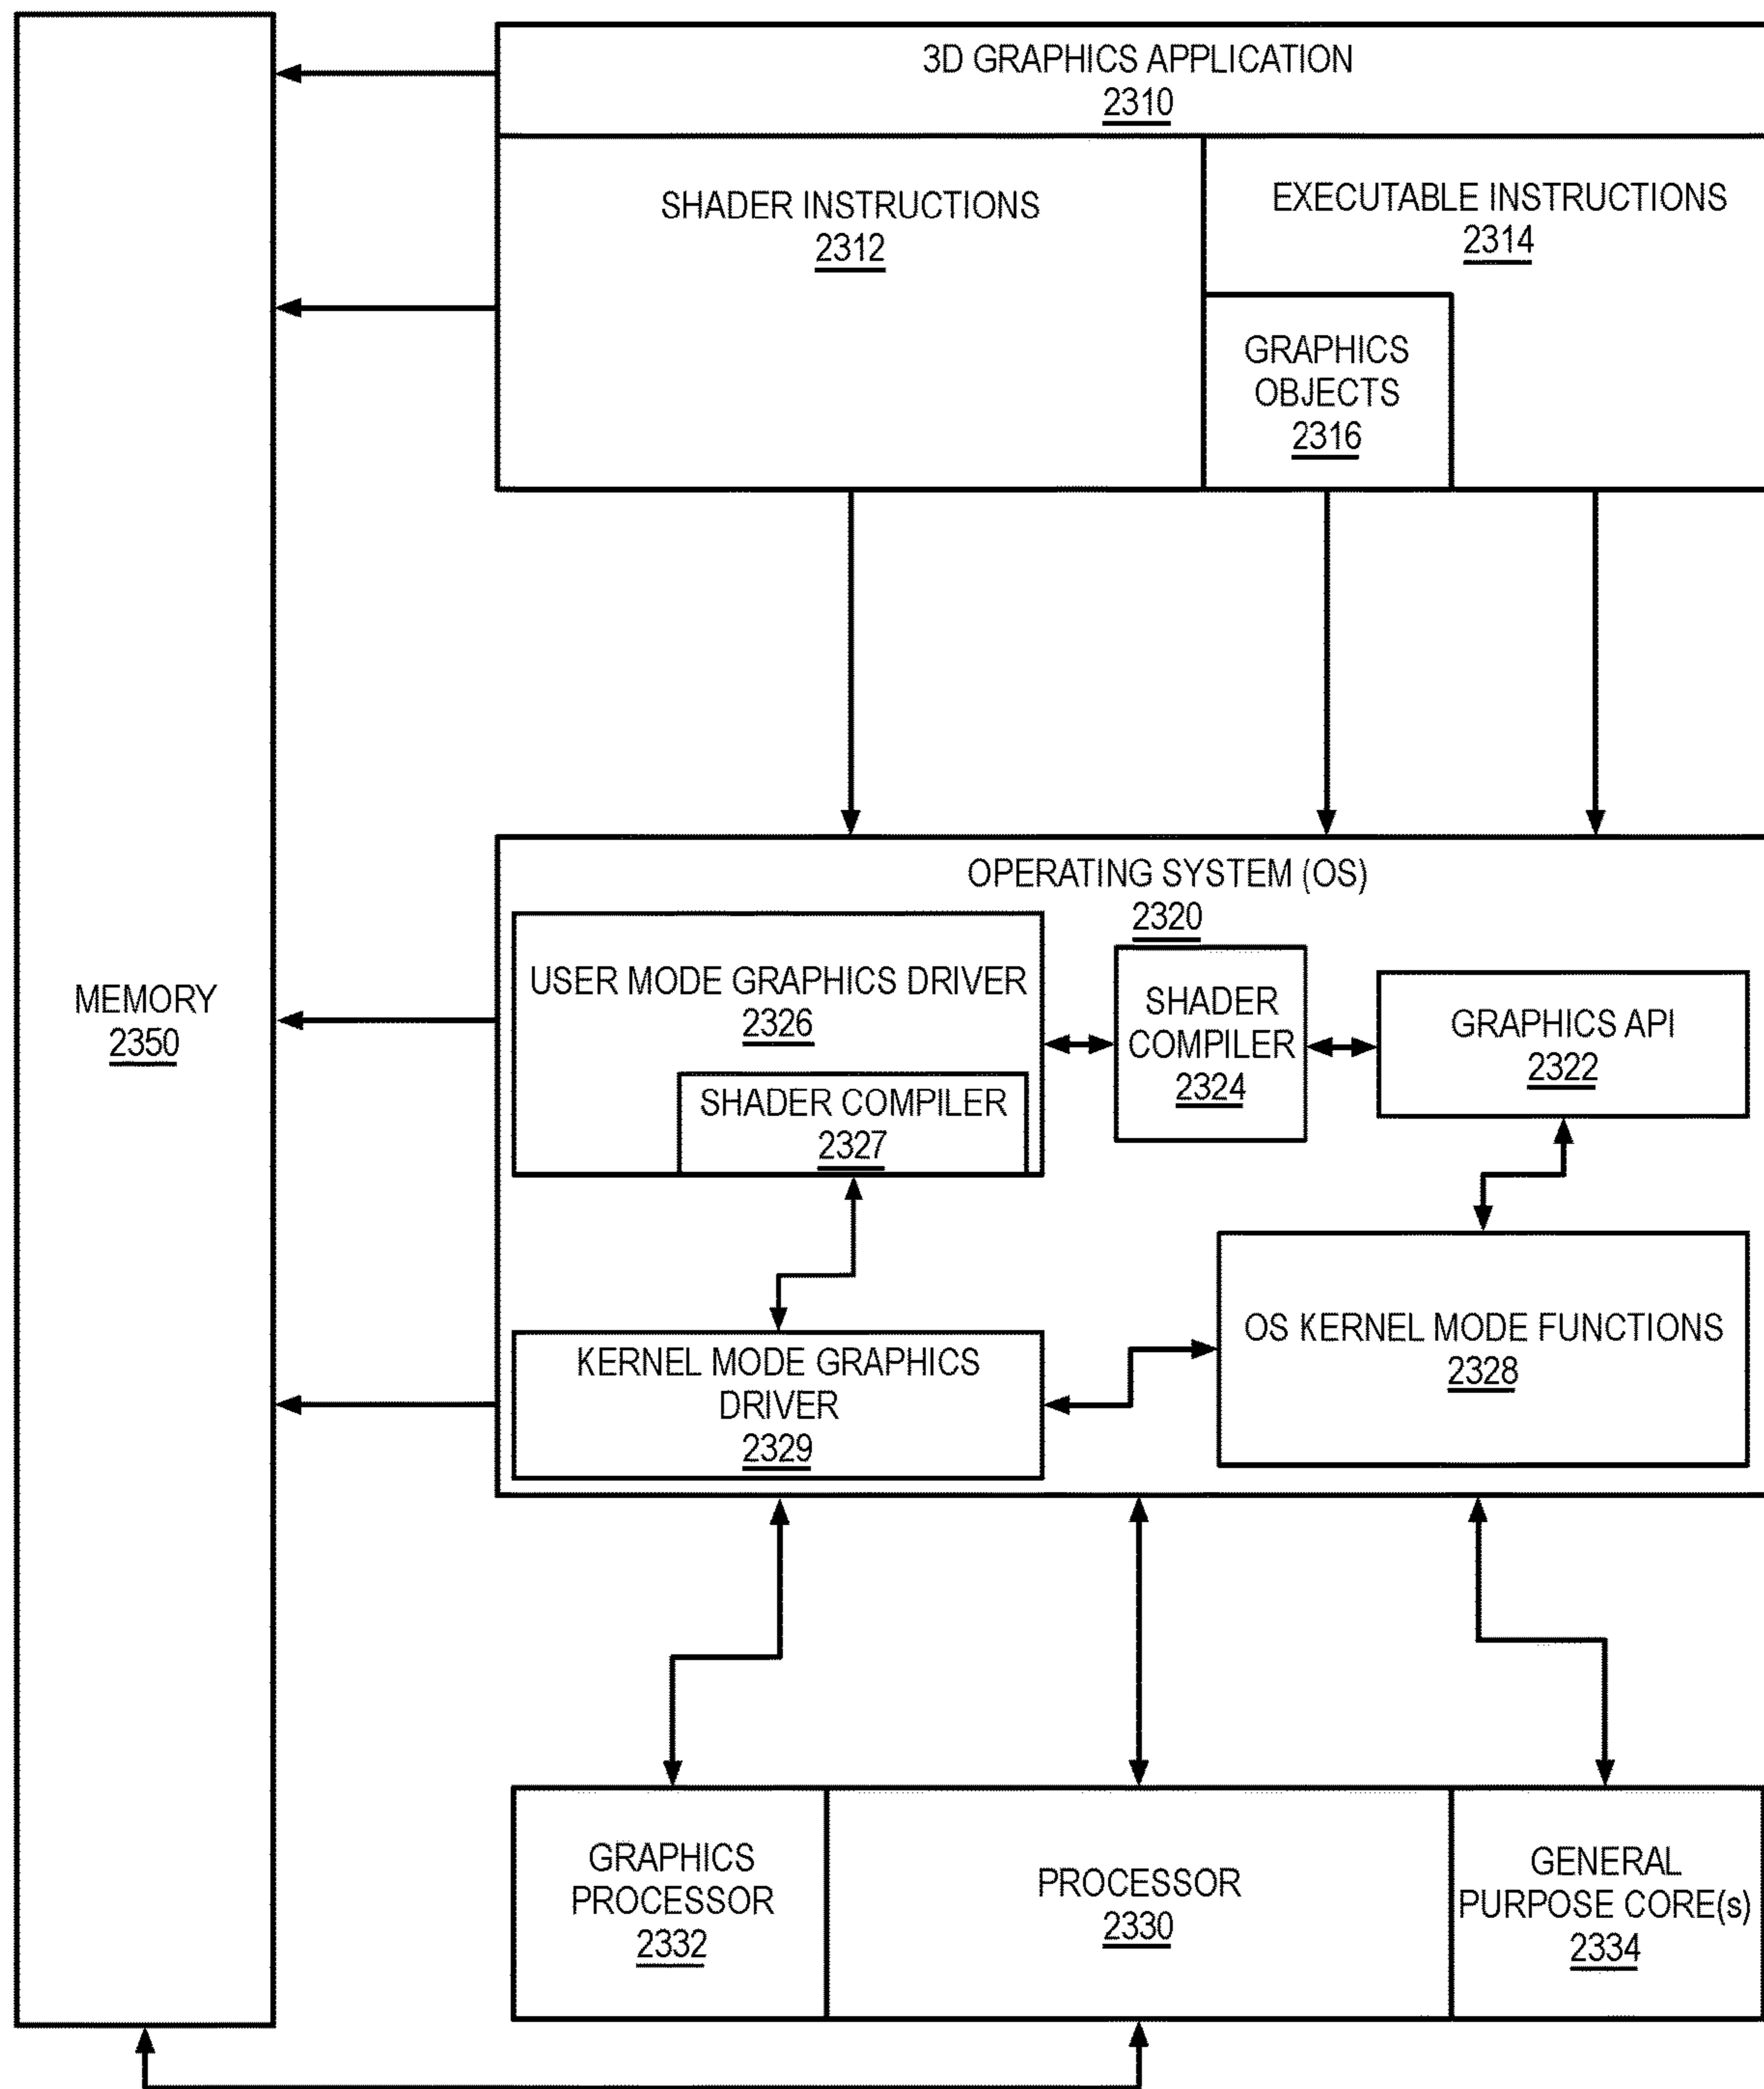 3D GRAPHICS APPLICATION
2310
SHADER INSTRUCTIONS
2312
EXECUTABLE INSTRUCTIONS
2314
GRAPHICS
OBJECTS
2316
MEMORY
2350
OPERATING SYSTEM (OS)
2320
USER MODE GRAPHICS DRIVER
2326
SHADER COMPILER
2327
SHADER
COMPILER
2324
GRAPHICS API
2322
KERNEL MODE GRAPHICS
DRIVER
2329
OS KERNEL MODE FUNCTIONS
2328
GRAPHICS
PROCESSOR
2332
PROCESSOR
2330
GENERAL
PURPOSE CORE(s)
2334